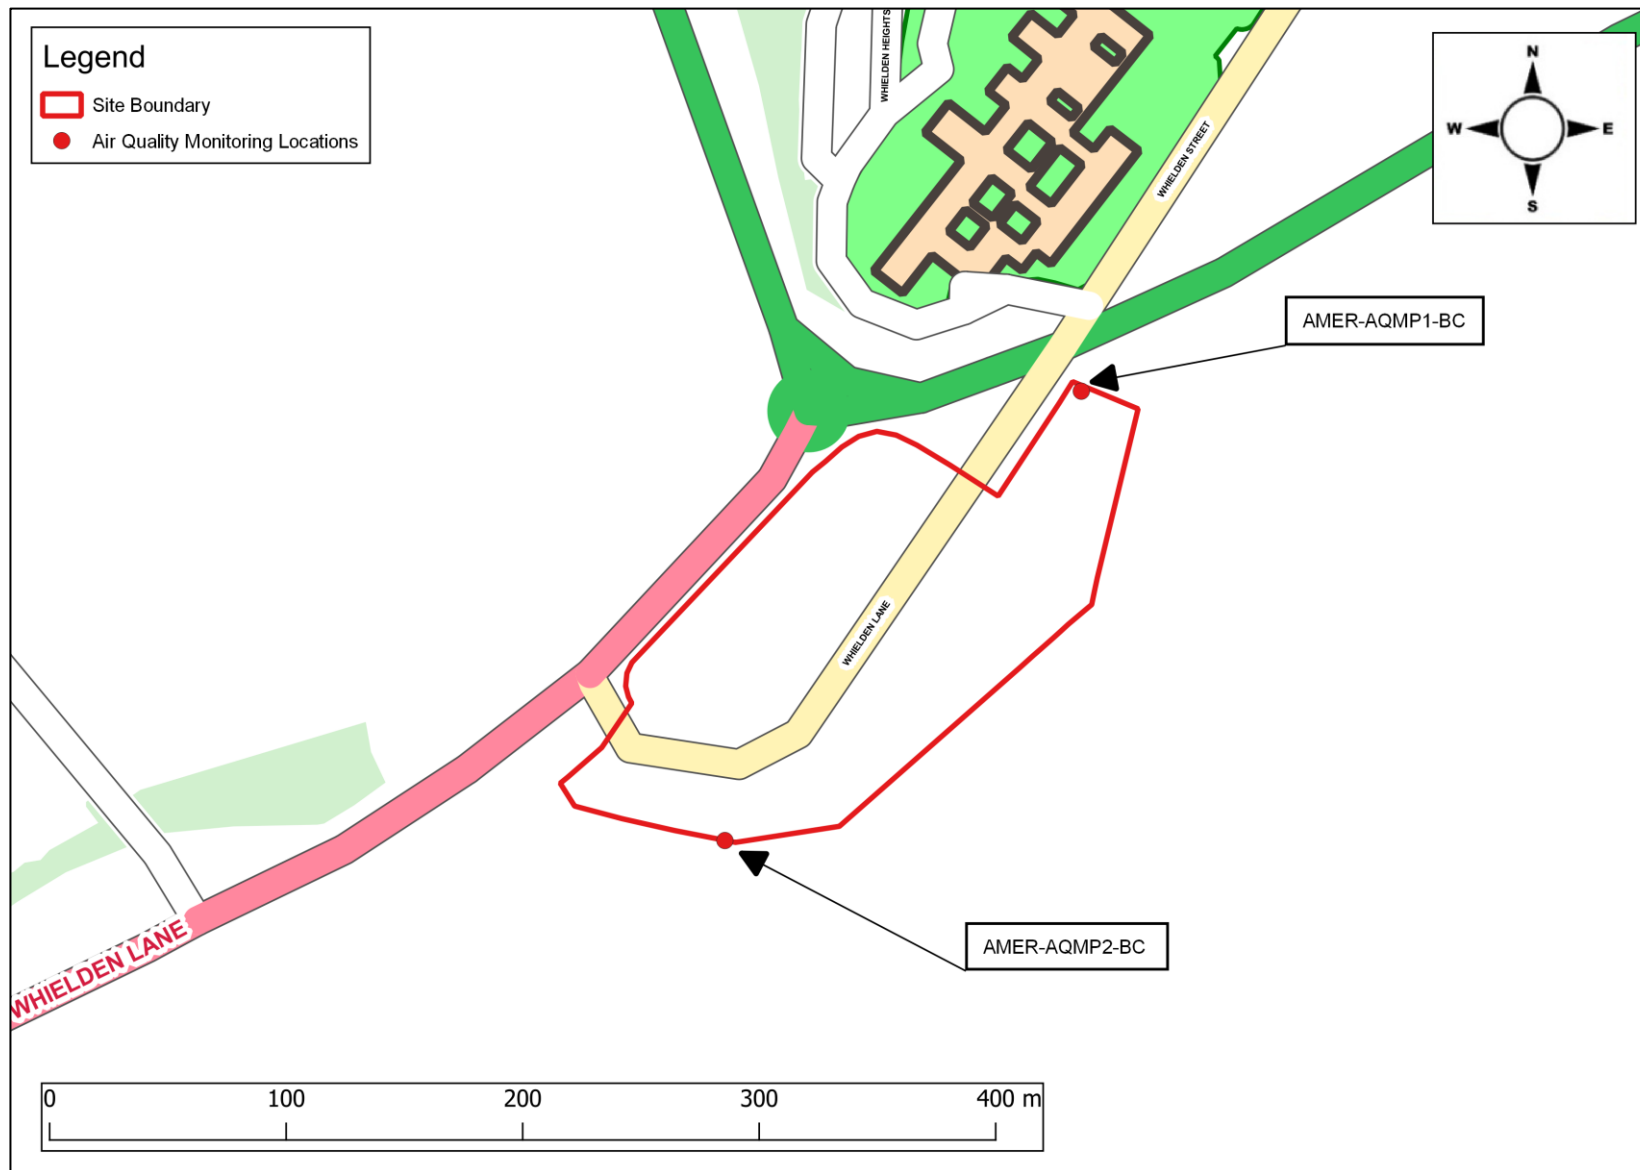 Legend
Site Boundary
Air Quality Monitoring Locations
WHIELDEN HEIGHTS
N
W E
S
WHIELDEN STREET
AMER-AQMP1-BC
WHIELDEN LANE
AMER-AQMP2-BC
WHIELDEN LANE
0 100 200 300 400 m